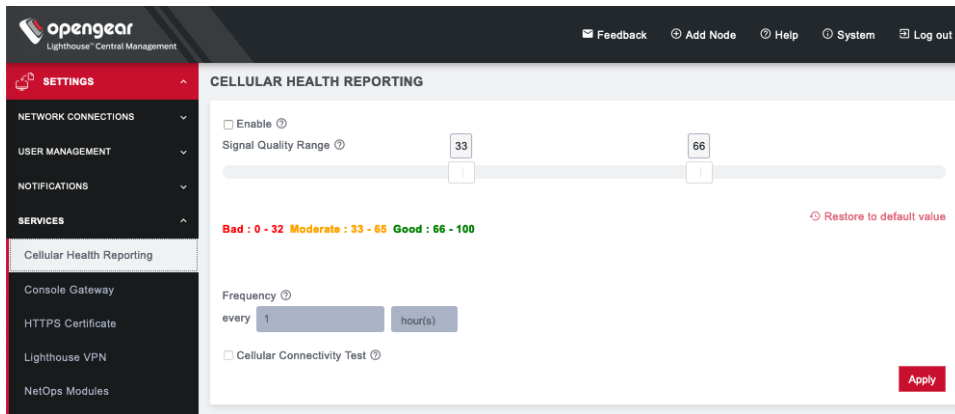 opengear
Lighthouse™ Central Management
Feedback
Add Node
Help
System
Log out
SETTINGS
NETWORK CONNECTIONS
USER MANAGEMENT
NOTIFICATIONS
SERVICES
Cellular Health Reporting
Console Gateway
HTTPS Certificate
Lighthouse VPN
NetOps Modules
CELLULAR HEALTH REPORTING
Enable
Signal Quality Range
33
66
Restore to default value
Bad : 0 - 32 Moderate : 33 - 65 Good : 66 - 100
Frequency
every 1 hour(s)
Cellular Connectivity Test
Apply